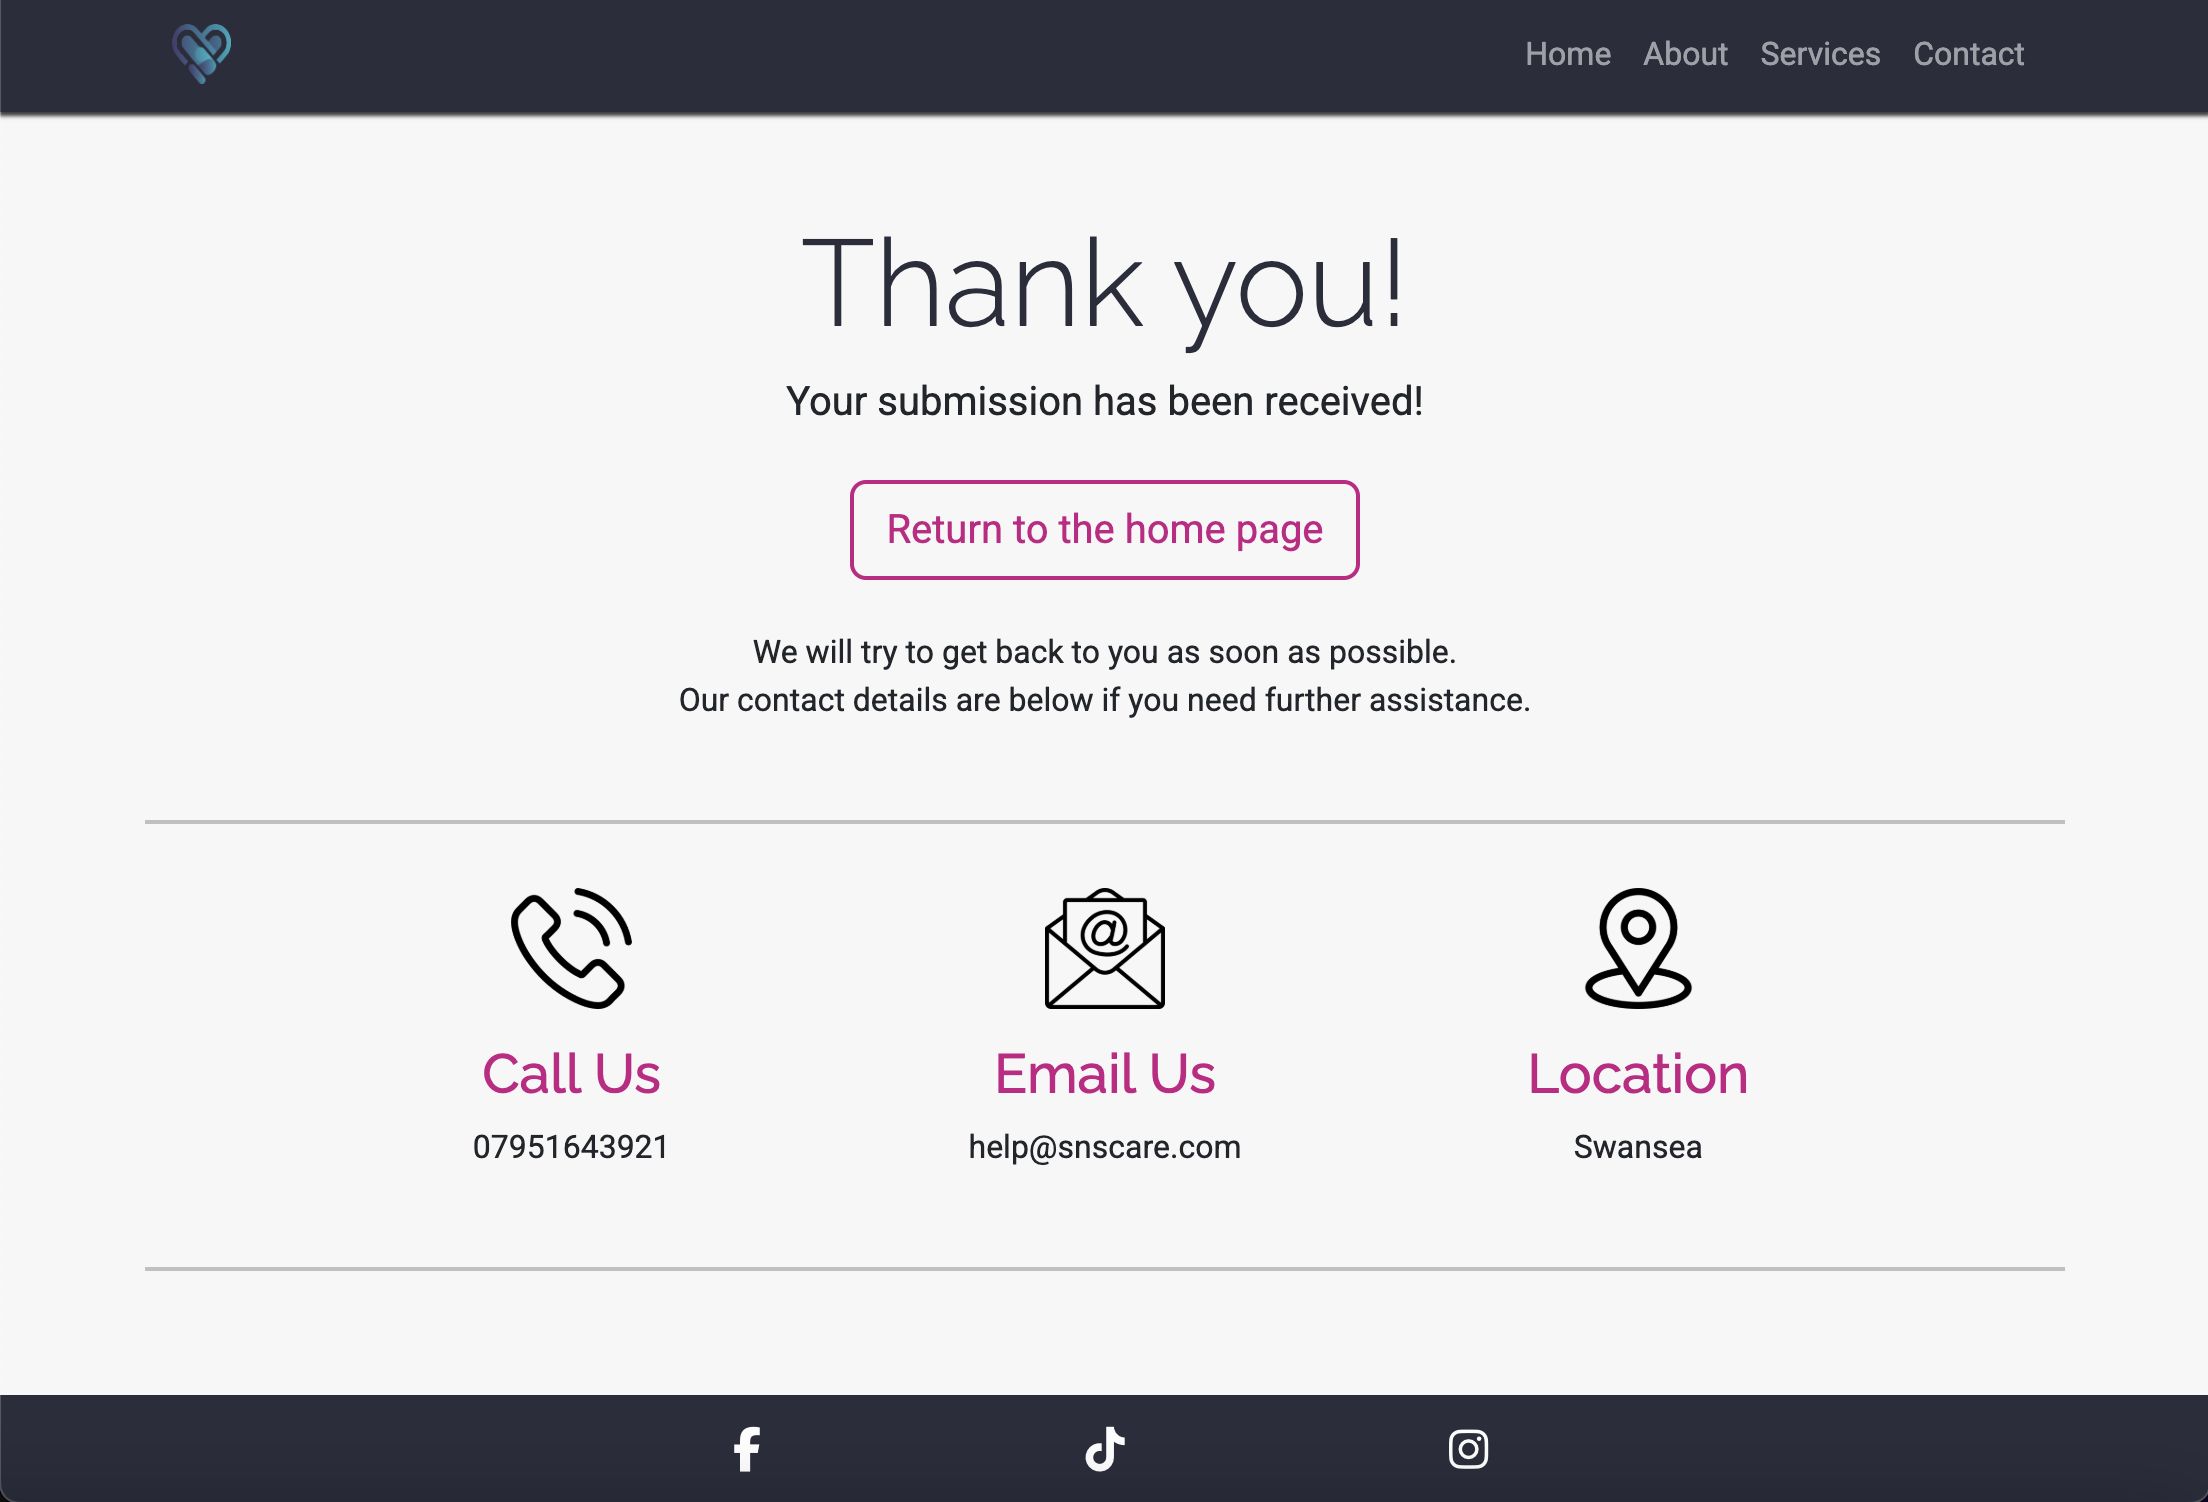 Home About Services Contact
Thank you!
Your submission has been received!
Return to the home page
We will try to get back to you as soon as possible.
Our contact details are below if you need further assistance.
Call Us
07951643921
Email Us
help@snscare.com
Location
Swansea